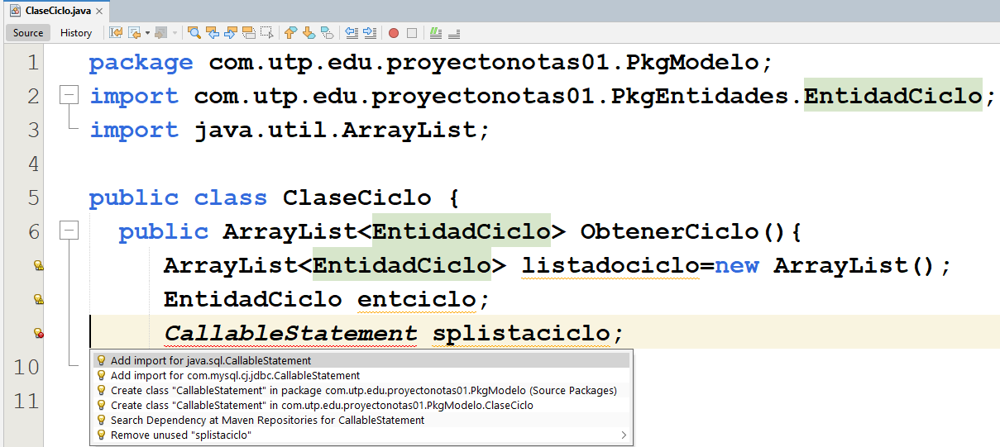 ClaseCiclo.java
Source History
1 package com.utp.edu.proyectonotas01.PkgModelo;
2 import com.utp.edu.proyectonotas01.PkgEntidades.EntidadCiclo;
3 import java.util.ArrayList;
4
5 public class ClaseCiclo {
6 public ArrayList<EntidadCiclo> ObtenerCiclo(){
ArrayList<EntidadCiclo> listadociclo=new ArrayList();
EntidadCiclo entciclo;
CallableStatement splistaciclo;
10
11
Add import for java.sql.CallableStatement
Add import for com.mysql.cj.jdbc.CallableStatement
Create class "CallableStatement" in package com.utp.edu.proyectonotas01.PkgModelo (Source Packages)
Create class "CallableStatement" in com.utp.edu.proyectonotas01.PkgModelo.ClaseCiclo
Search Dependency at Maven Repositories for CallableStatement
Remove unused "splistaciclo"